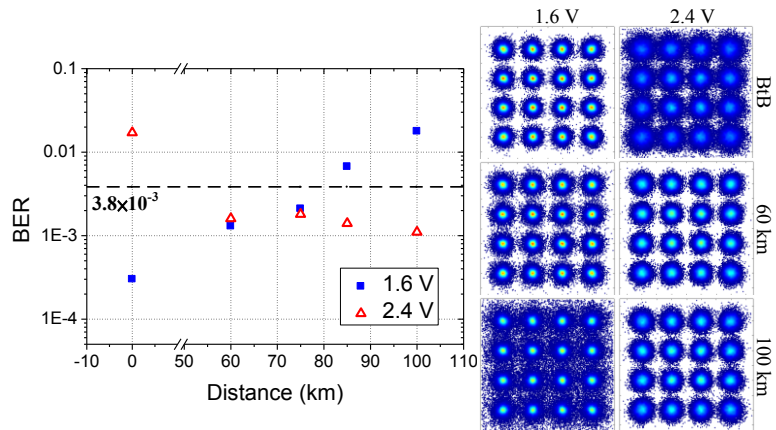 1.6 V 2.4 V
0.1
0.01
1E-3
1E-4
BER
3.8×10⁻³
1.6 V
2.4 V
-10 0 50 60 70 80 90 100 110
Distance (km)
BtB
60 km
100 km